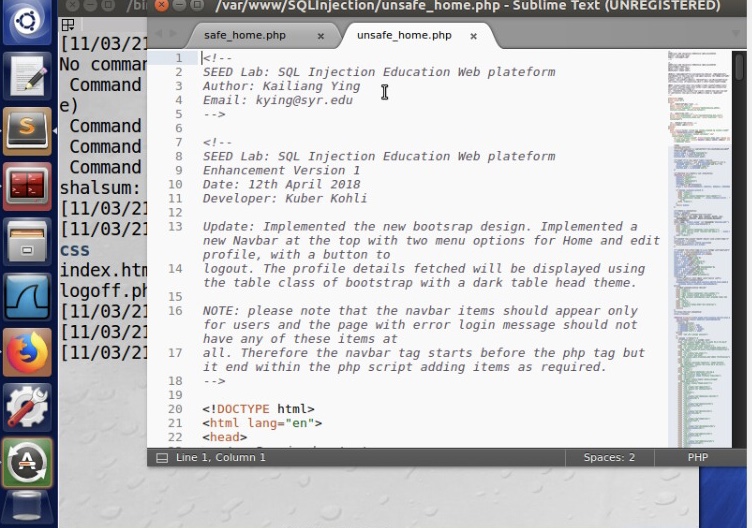 /bin
/var/www/SQLInjection/unsafe_home.php - Sublime Text (UNREGISTERED)
safe_home.php x
unsafe_home.php x
[11/03/21
No comman
Command
e)
Command
Command
Command
shalsum:
[11/03/21
[11/03/21
css
index.htm
logoff.ph
[11/03/21
[11/03/21
[11/03/21
1 <!--
2 SEED Lab: SQL Injection Education Web plateform
3 Author: Kailiang Ying
4 Email: kying@syr.edu
5 -->
6
7 <!--
8 SEED Lab: SQL Injection Education Web plateform
9 Enhancement Version 1
10 Date: 12th April 2018
11 Developer: Kuber Kohli
12
13 Update: Implemented the new bootsrap design. Implemented a
new Navbar at the top with two menu options for Home and edit
profile, with a button to
14 logout. The profile details fetched will be displayed using
the table class of bootstrap with a dark table head theme.
15
16 NOTE: please note that the navbar items should appear only
for users and the page with error login message should not
have any of these items at
17 all. Therefore the navbar tag starts before the php tag but
it end within the php script adding items as required.
18 -->
19
20 <!DOCTYPE html>
21 <html lang="en">
22 <head>
Line 1, Column 1
Spaces: 2
PHP